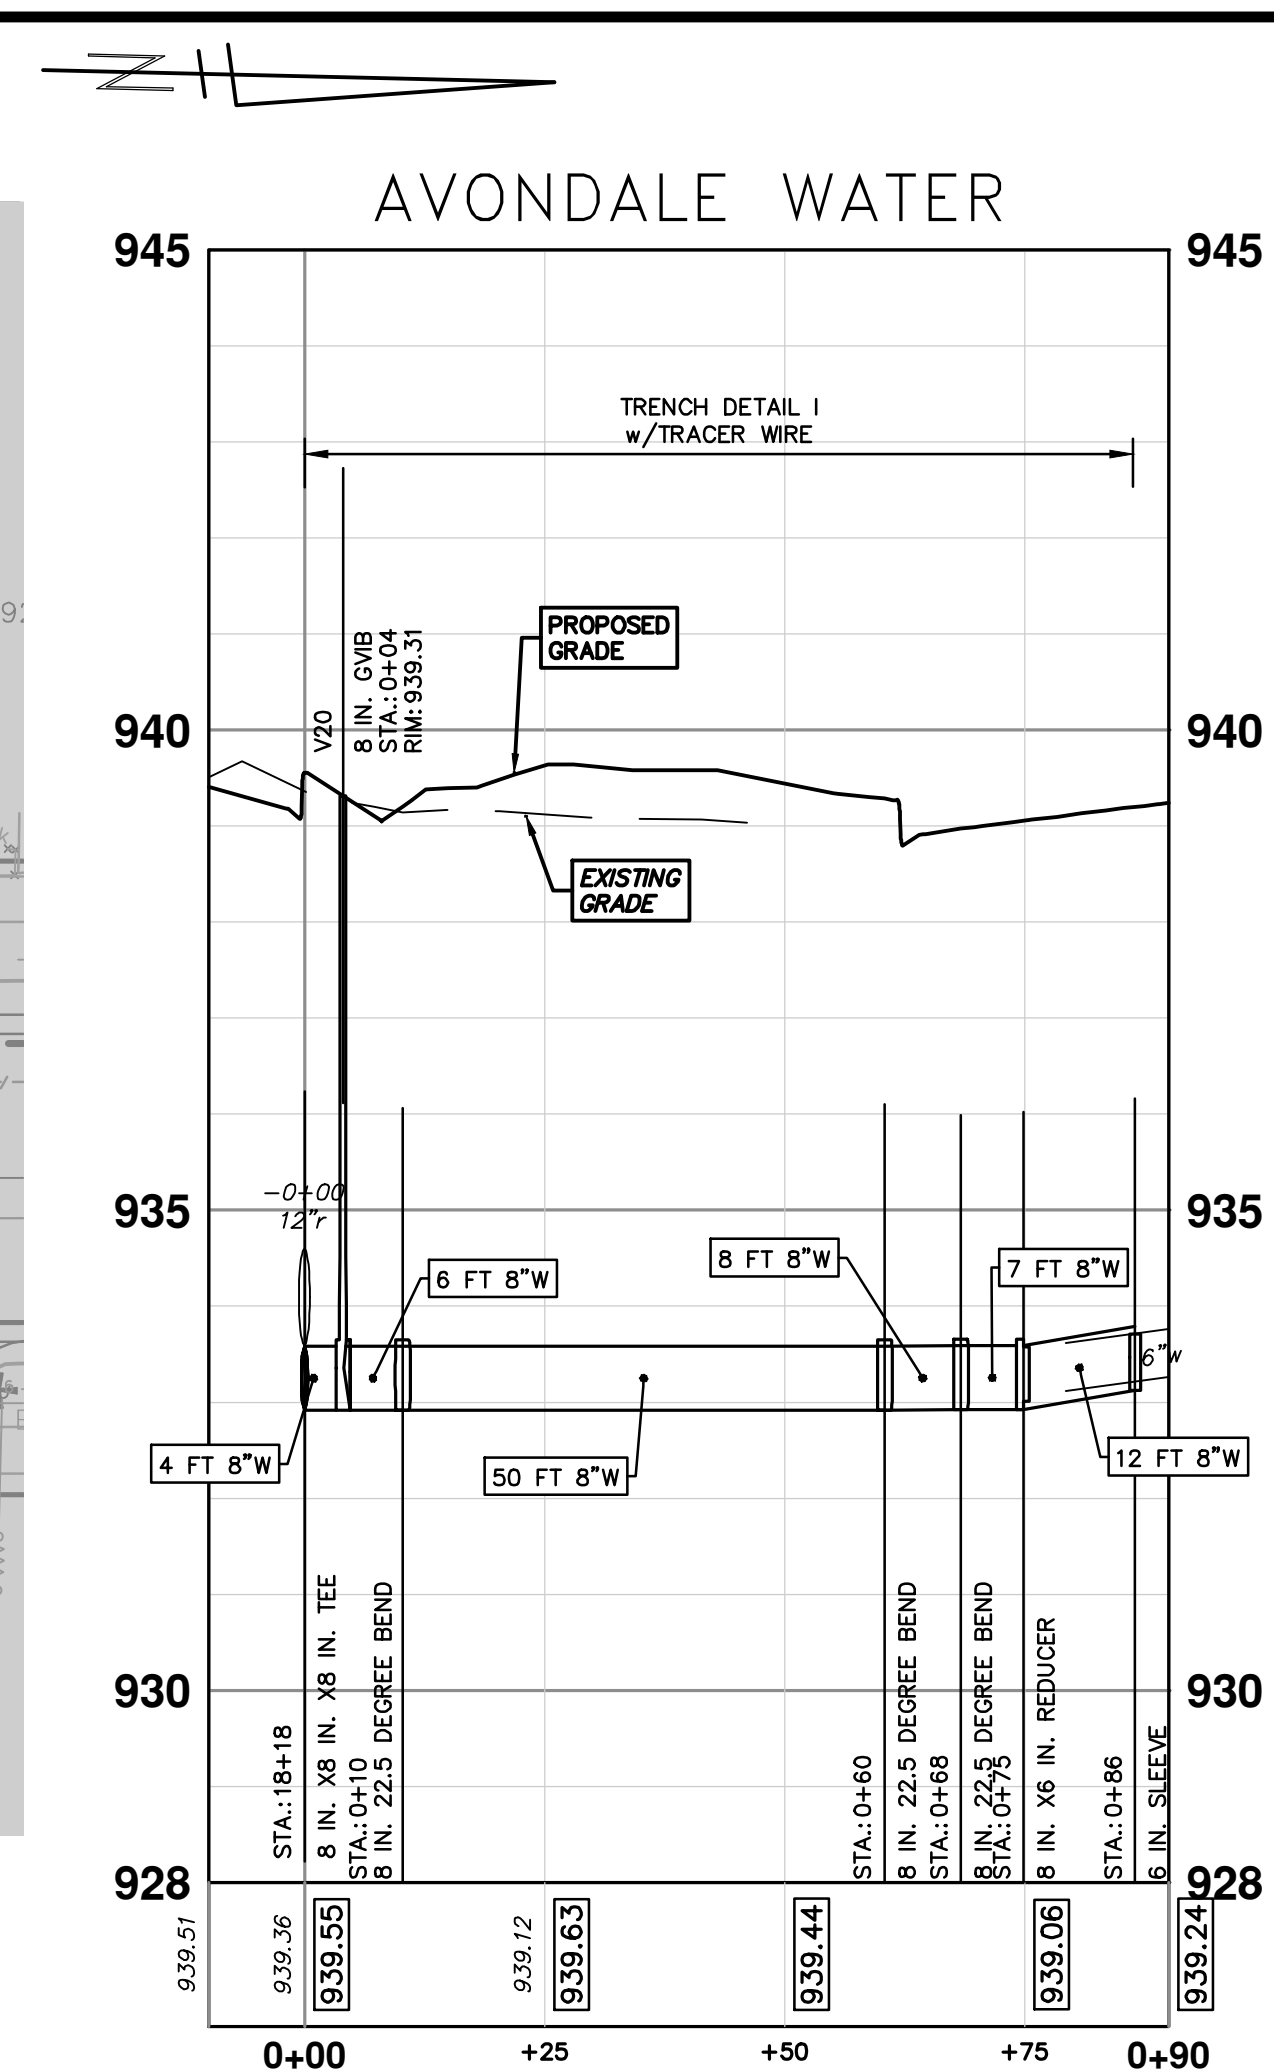 N
AVONDALE WATER
945
945
TRENCH DETAIL I
w/TRACER WIRE
V20
8 IN. GVIB
STA.:0+04
RIM:939.31
PROPOSED
GRADE
940
940
EXISTING
GRADE
-0+00
12"r
935
935
6 FT 8"W
8 FT 8"W
7 FT 8"W
6"W
4 FT 8"W
50 FT 8"W
12 FT 8"W
930
930
STA.:18+18
8 IN. X8 IN. X8 IN. TEE
STA.:0+10
8 IN. 22.5 DEGREE BEND
STA.:0+60
8 IN. 22.5 DEGREE BEND
STA.:0+68
8 IN. 22.5 DEGREE BEND
STA.:0+75
8 IN. X6 IN. REDUCER
STA.:0+86
6 IN. SLEEVE
928
928
939.51
939.36
939.55
939.12
939.63
939.44
939.06
939.24
0+00
+25
+50
+75
0+90